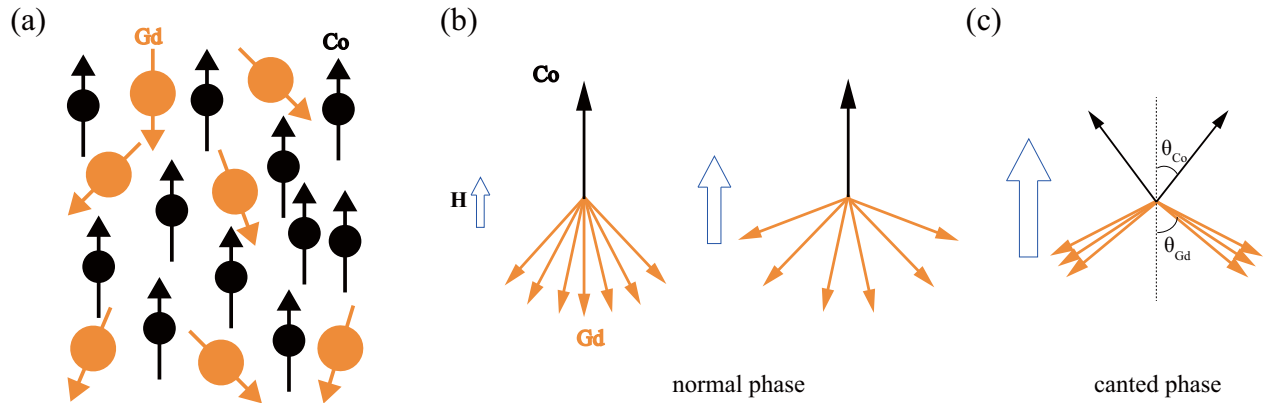 (a)
Gd
Co
(b)
Co
H
Gd
normal phase
(c)
θCo
θGd
canted phase